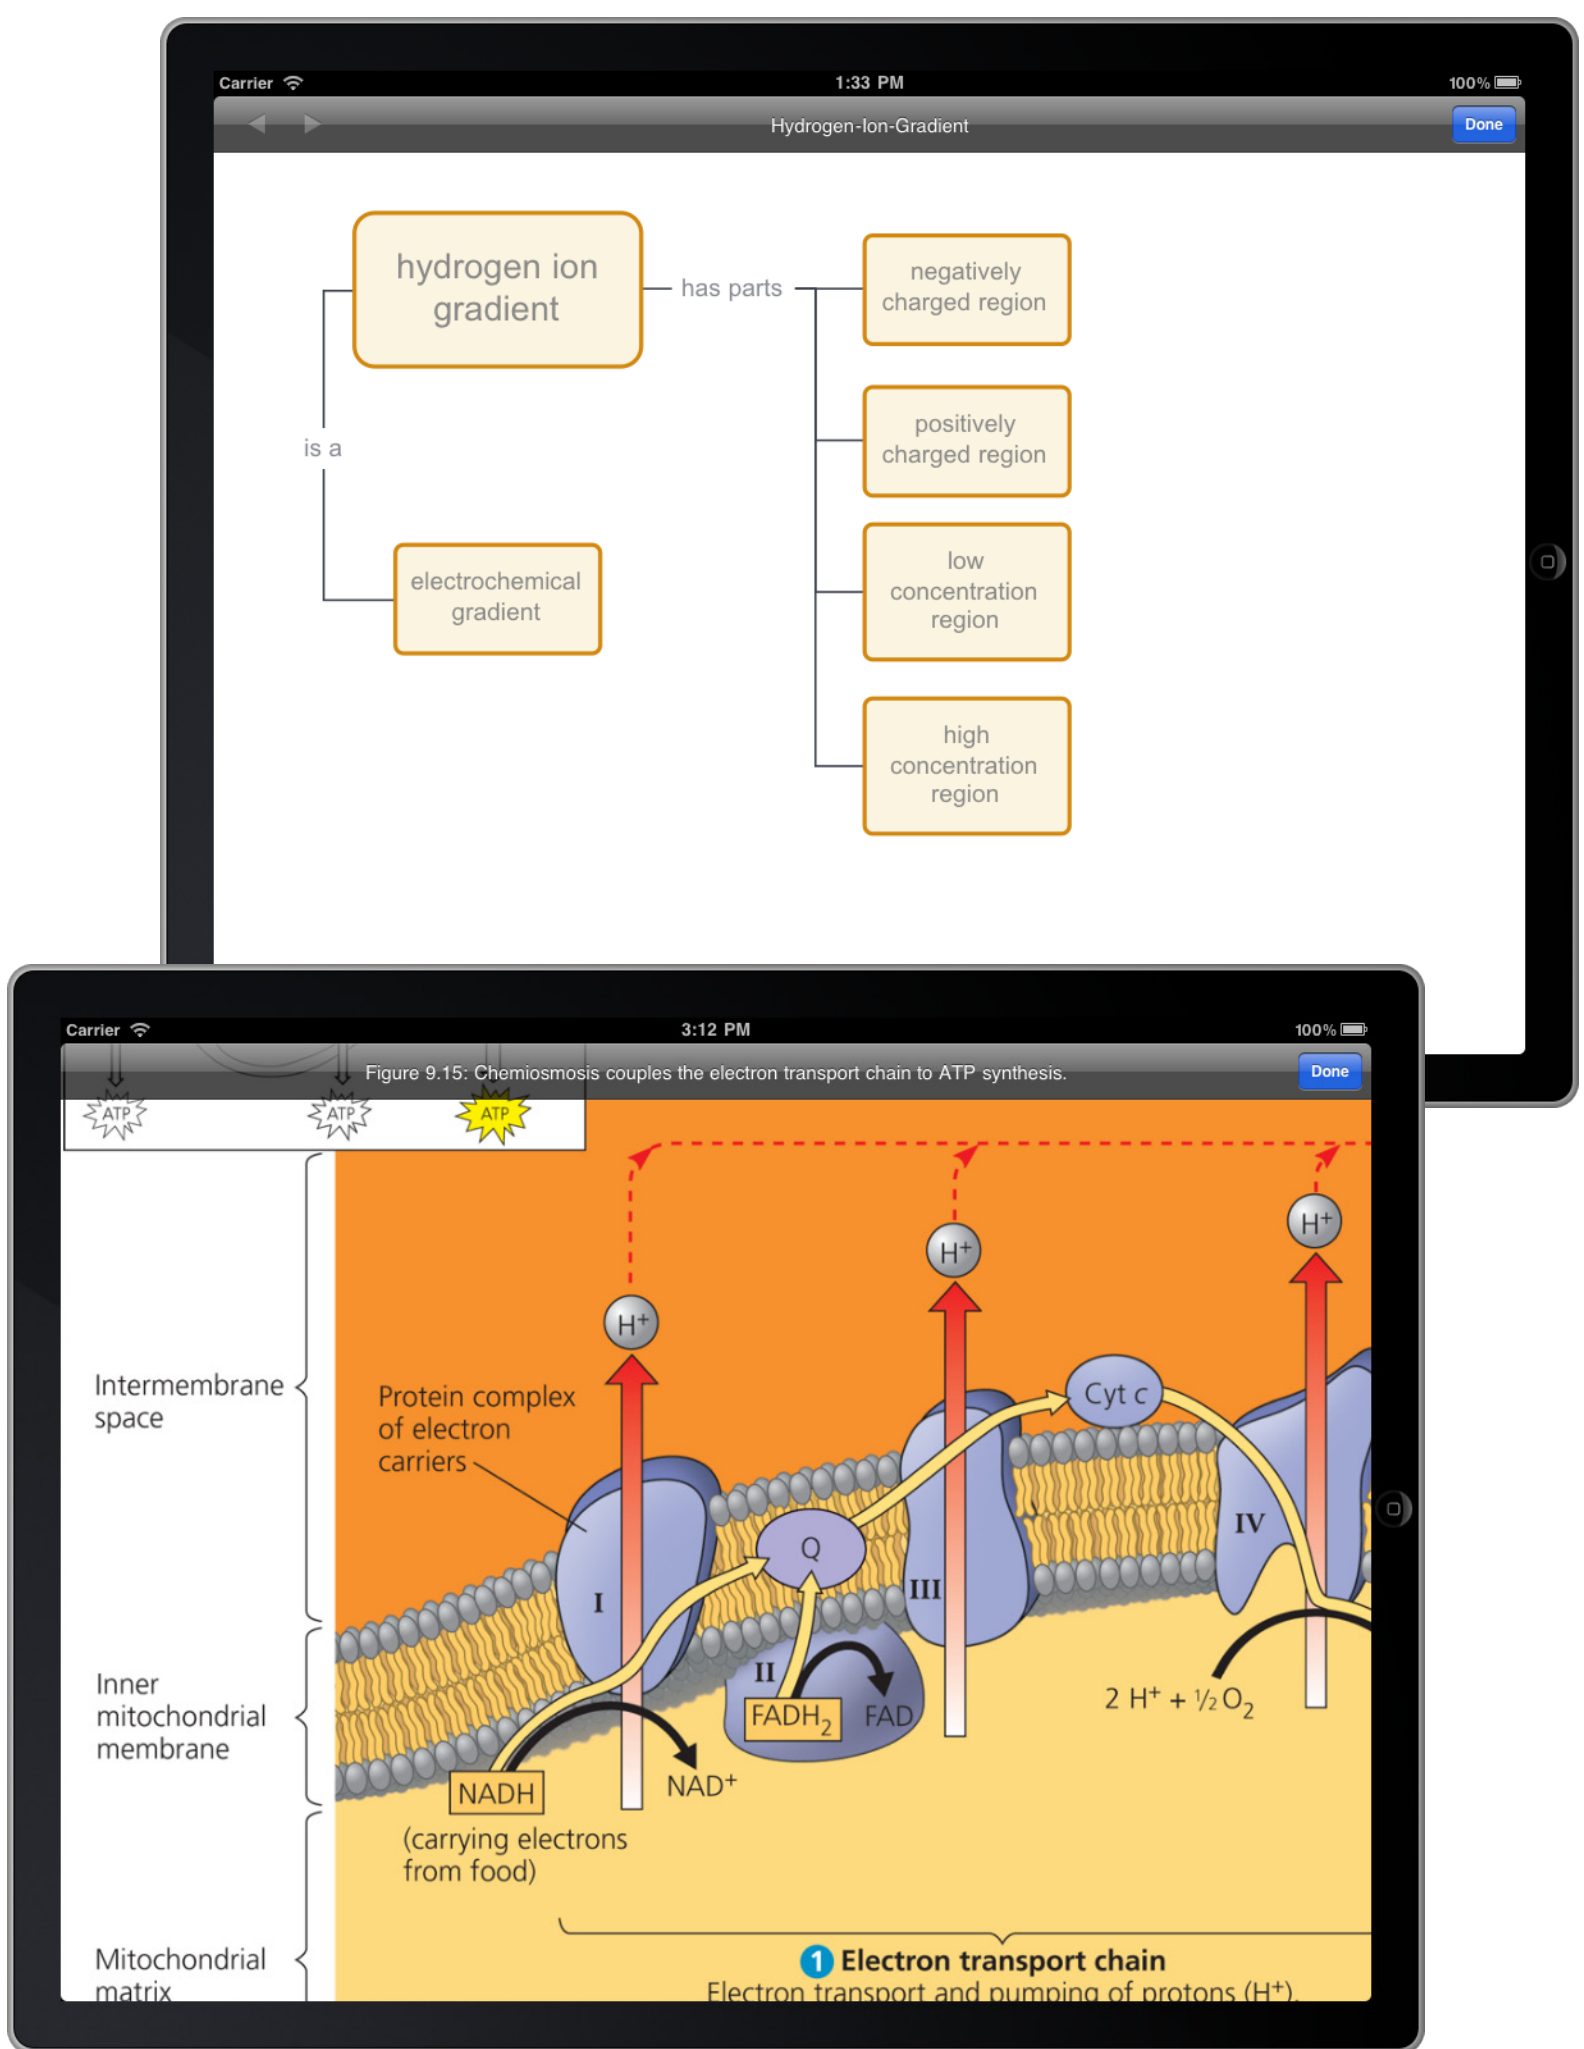 Carrier
1:33 PM
100%
Hydrogen-Ion-Gradient
Done
hydrogen ion
gradient
has parts
negatively
charged region
positively
charged region
is a
low
concentration
region
electrochemical
gradient
high
concentration
region
Carrier
3:12 PM
100%
Figure 9.15: Chemiosmosis couples the electron transport chain to ATP synthesis.
Done
ATP
ATP
ATP
H+
H+
H+
Intermembrane
space
Protein complex
of electron
carriers
Cyt c
Q
I
II
III
IV
Inner
mitochondrial
membrane
FADH₂
FAD
2 H+ + ½ O₂
NADH
NAD+
(carrying electrons
from food)
Mitochondrial
matrix
1 Electron transport chain
Electron transport and pumping of protons (H+),